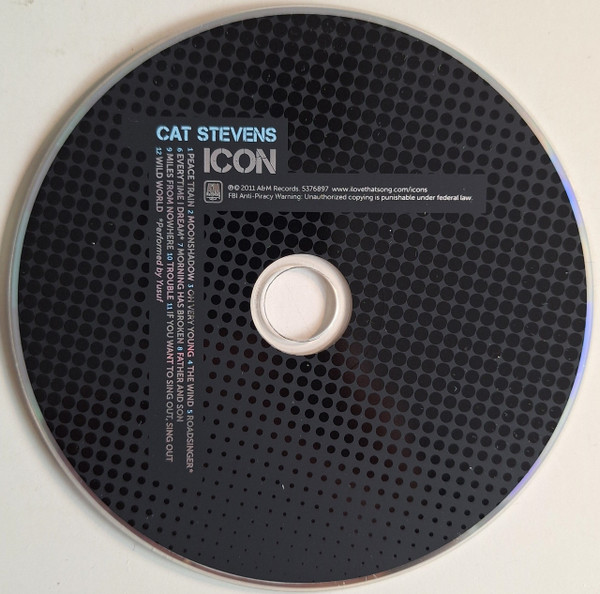 CAT STEVENS
ICON
℗© 2011 A&M Records. 5376897 www.ilovethatsong.com/icons
FBI Anti-Piracy Warning: Unauthorized copying is punishable under federal law.
1 PEACE TRAIN 2 MOONSHADOW 3 OH VERY YOUNG 4 THE WIND 5 ROADSINGER*
6 EVERYTIME I DREAM* 7 MORNING HAS BROKEN 8 FATHER AND SON
9 MILES FROM NOWHERE 10 TROUBLE 11 IF YOU WANT TO SING OUT, SING OUT
12 WILD WORLD *Performed by Yusuf